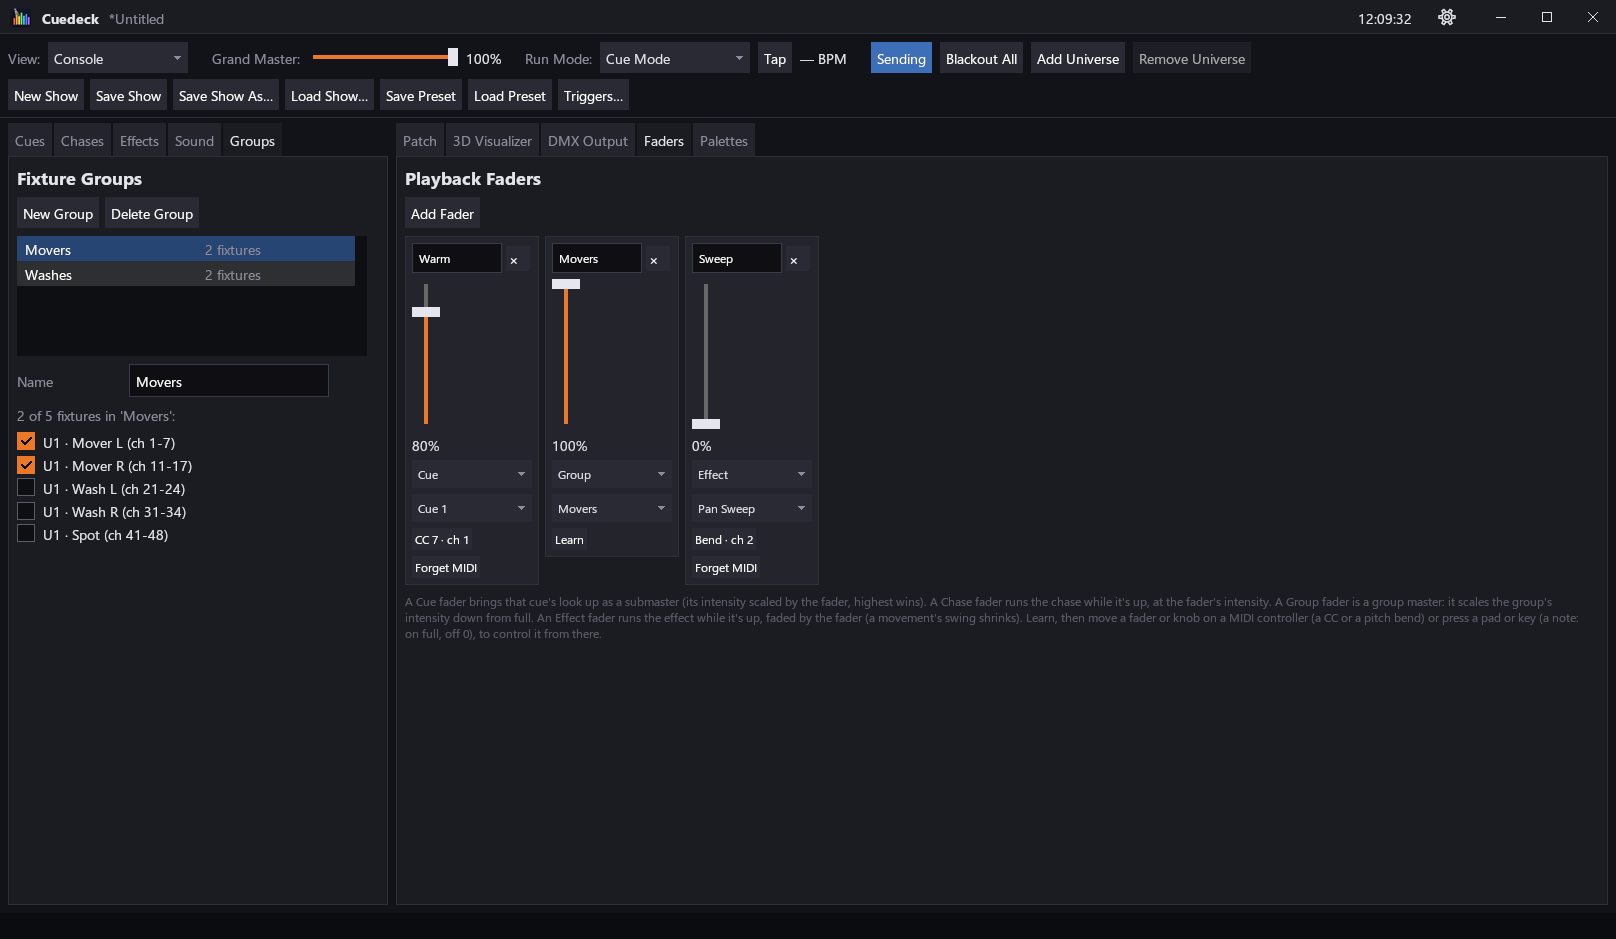 Cuedeck *Untitled 12:09:32
View: Console Grand Master: 100% Run Mode: Cue Mode Tap — BPM Sending Blackout All Add Universe Remove Universe
New Show Save Show Save Show As... Load Show... Save Preset Load Preset Triggers...
Cues Chases Effects Sound Groups
Fixture Groups
New Group Delete Group
Movers 2 fixtures
Washes 2 fixtures
Name Movers
2 of 5 fixtures in 'Movers':
U1 · Mover L (ch 1-7)
U1 · Mover R (ch 11-17)
U1 · Wash L (ch 21-24)
U1 · Wash R (ch 31-34)
U1 · Spot (ch 41-48)
Patch 3D Visualizer DMX Output Faders Palettes
Playback Faders
Add Fader
Warm × Movers × Sweep ×
80% 100% 0%
Cue Group Effect
Cue 1 Movers Pan Sweep
CC 7 · ch 1 Learn Bend · ch 2
Forget MIDI Forget MIDI
A Cue fader brings that cue's look up as a submaster (its intensity scaled by the fader, highest wins). A Chase fader runs the chase while it's up, at the fader's intensity. A Group fader is a group master: it scales the group's
intensity down from full. An Effect fader runs the effect while it's up, faded by the fader (a movement's swing shrinks). Learn, then move a fader or knob on a MIDI controller (a CC or a pitch bend) or press a pad or key (a note:
on full, off 0), to control it from there.